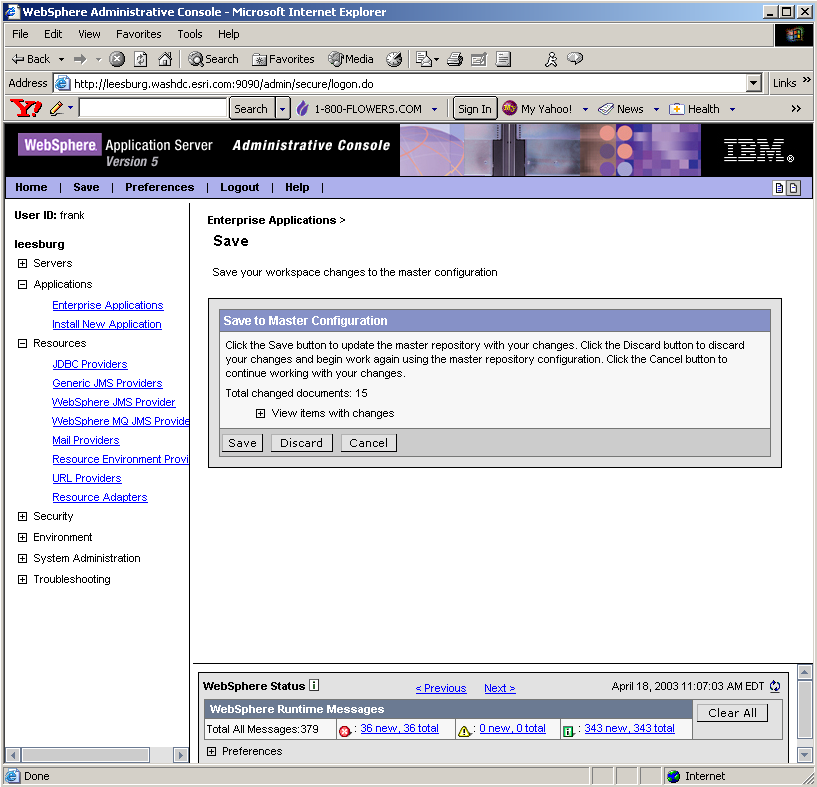 WebSphere Administrative Console - Microsoft Internet Explorer
File Edit View Favorites Tools Help
Back Search Favorites Media
Address http://leesburg.washdc.esri.com:9090/admin/secure/logon.do Links »
Y! Search 1-800-FLOWERS.COM Sign In My Yahoo! News Health »
WebSphere Application Server Administrative Console IBM
Version 5
Home | Save | Preferences | Logout | Help |
User ID: frank
leesburg
Servers
Applications
Enterprise Applications
Install New Application
Resources
JDBC Providers
Generic JMS Providers
WebSphere JMS Provider
WebSphere MQ JMS Provide
Mail Providers
Resource Environment Provi
URL Providers
Resource Adapters
Security
Environment
System Administration
Troubleshooting
Enterprise Applications >
Save
Save your workspace changes to the master configuration
Save to Master Configuration
Click the Save button to update the master repository with your changes. Click the Discard button to discard
your changes and begin work again using the master repository configuration. Click the Cancel button to
continue working with your changes.
Total changed documents: 15
View items with changes
Save Discard Cancel
WebSphere Status i < Previous Next > April 18, 2003 11:07:03 AM EDT
WebSphere Runtime Messages Clear All
Total All Messages:379 : 36 new, 36 total : 0 new, 0 total : 343 new, 343 total
Preferences
Done Internet